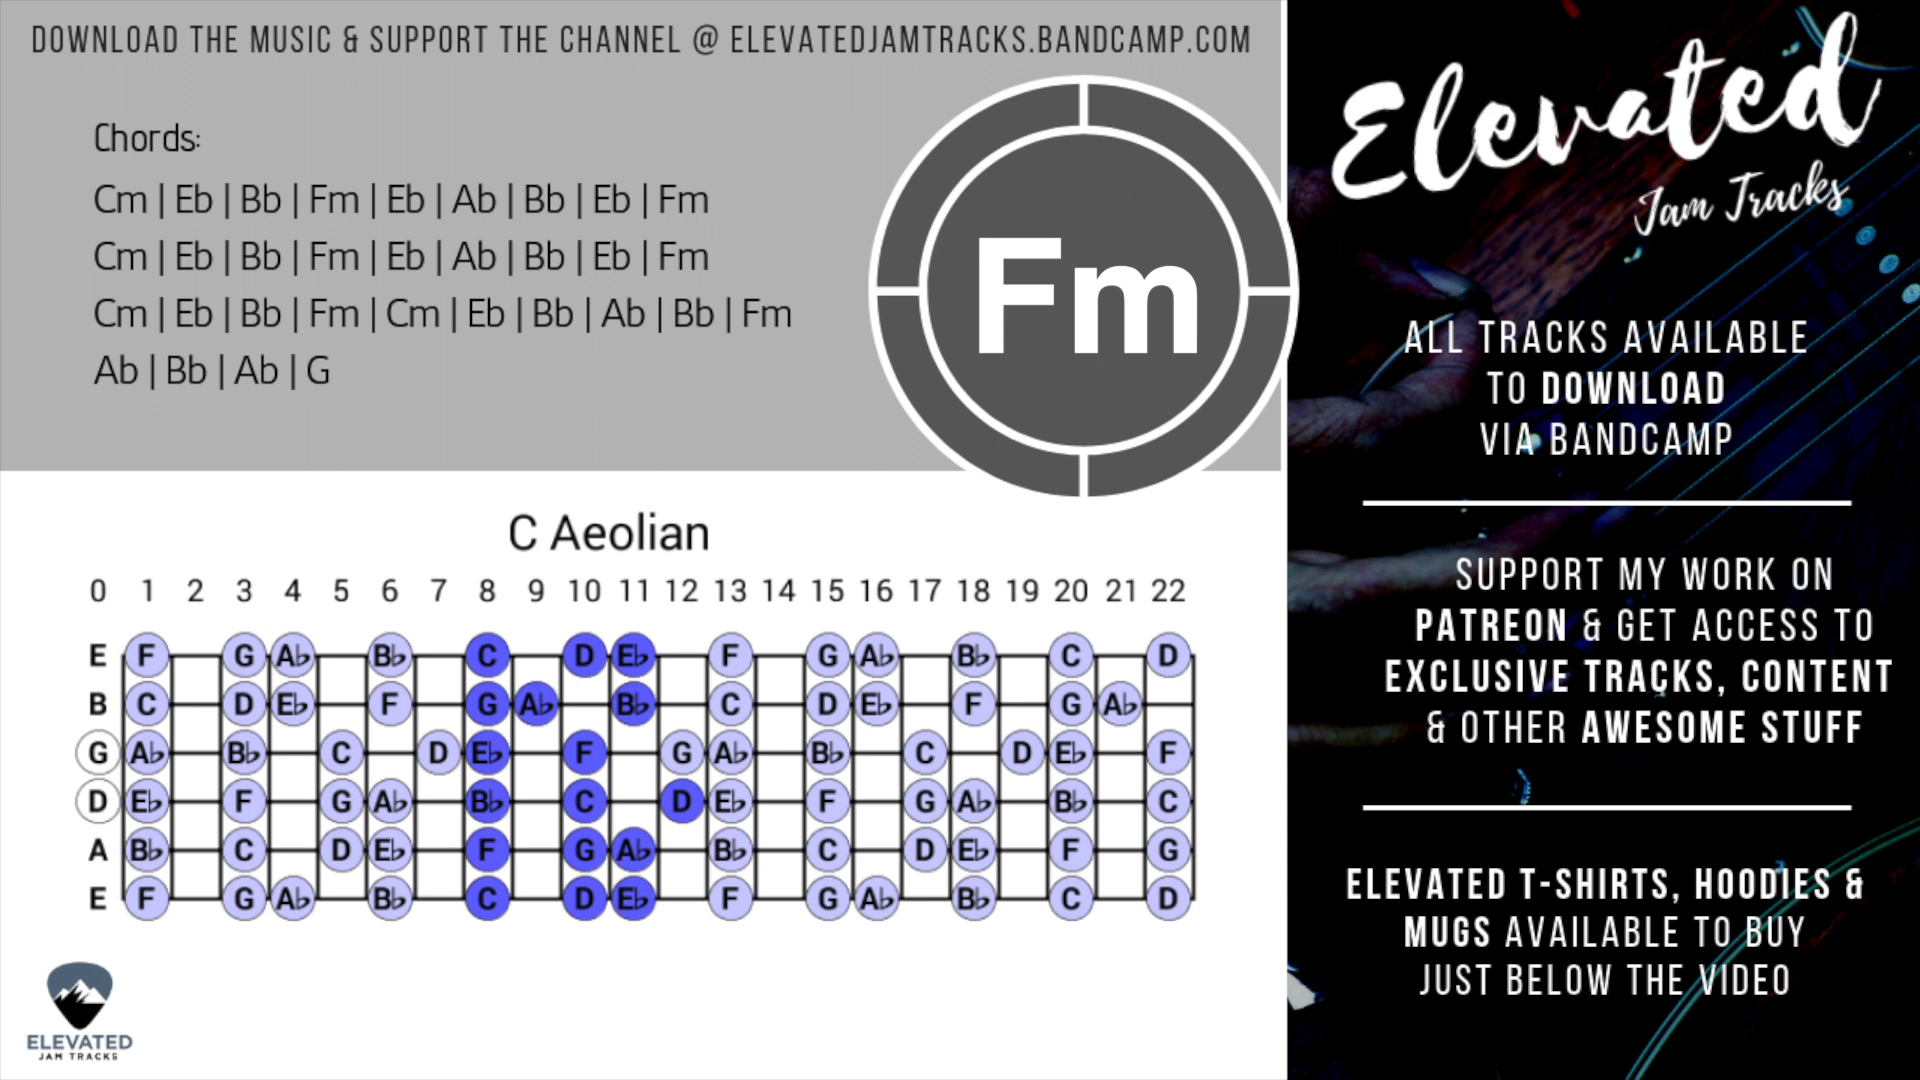 DOWNLOAD THE MUSIC & SUPPORT THE CHANNEL @ ELEVATEDJAMTRACKS.BANDCAMP.COM
Chords:
Cm | Eb | Bb | Fm | Eb | Ab | Bb | Eb | Fm
Cm | Eb | Bb | Fm | Eb | Ab | Bb | Eb | Fm
Cm | Eb | Bb | Fm | Cm | Eb | Bb | Ab | Bb | Fm
Ab | Bb | Ab | G
Fm
C Aeolian
0 1 2 3 4 5 6 7 8 9 10 11 12 13 14 15 16 17 18 19 20 21 22
E F G A♭ B♭ C D E♭ F G A♭ B♭ C D
B C D E♭ F G A♭ B♭ C D E♭ F G A♭
G A♭ B♭ C D E♭ F G A♭ B♭ C D E♭ F
D E♭ F G A♭ B♭ C D E♭ F G A♭ B♭ C
A B♭ C D E♭ F G A♭ B♭ C D E♭ F G
E F G A♭ B♭ C D E♭ F G A♭ B♭ C D
ELEVATED
JAM TRACKS
Elevated
Jam Tracks
ALL TRACKS AVAILABLE
TO DOWNLOAD
VIA BANDCAMP
SUPPORT MY WORK ON
PATREON & GET ACCESS TO
EXCLUSIVE TRACKS, CONTENT
& OTHER AWESOME STUFF
ELEVATED T-SHIRTS, HOODIES &
MUGS AVAILABLE TO BUY
JUST BELOW THE VIDEO